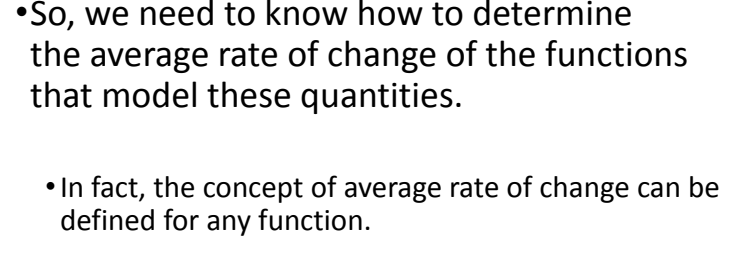 •So, we need to know how to determine
the average rate of change of the functions
that model these quantities.
•In fact, the concept of average rate of change can be
defined for any function.